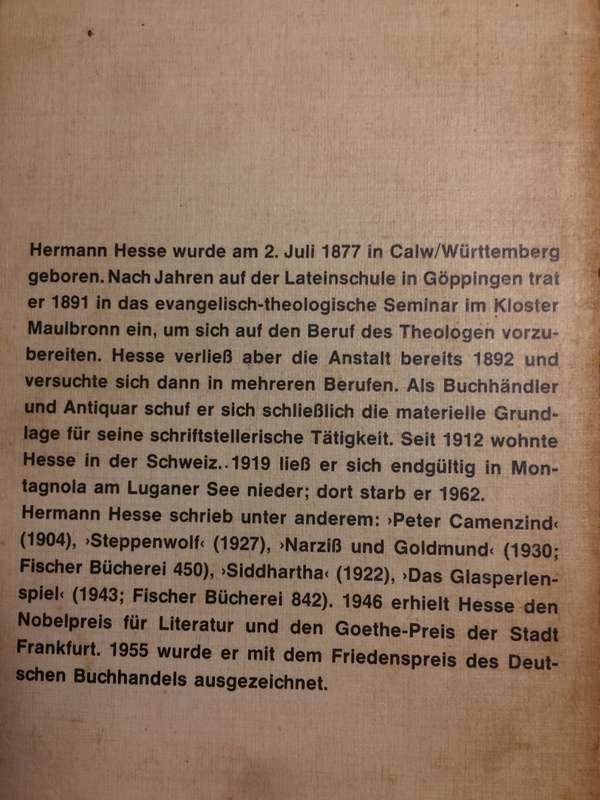 Hermann Hesse wurde am 2. Juli 1877 in Calw/Württemberg
geboren. Nach Jahren auf der Lateinschule in Göppingen trat
er 1891 in das evangelisch-theologische Seminar im Kloster
Maulbronn ein, um sich auf den Beruf des Theologen vorzu-
bereiten. Hesse verließ aber die Anstalt bereits 1892 und
versuchte sich dann in mehreren Berufen. Als Buchhändler
und Antiquar schuf er sich schließlich die materielle Grund-
lage für seine schriftstellerische Tätigkeit. Seit 1912 wohnte
Hesse in der Schweiz..1919 ließ er sich endgültig in Mon-
tagnola am Luganer See nieder; dort starb er 1962.
Hermann Hesse schrieb unter anderem: ›Peter Camenzind‹
(1904), ›Steppenwolf‹ (1927), ›Narziß und Goldmund‹ (1930;
Fischer Bücherei 450), ›Siddhartha‹ (1922), ›Das Glasperlen-
spiel‹ (1943; Fischer Bücherei 842). 1946 erhielt Hesse den
Nobelpreis für Literatur und den Goethe-Preis der Stadt
Frankfurt. 1955 wurde er mit dem Friedenspreis des Deut-
schen Buchhandels ausgezeichnet.